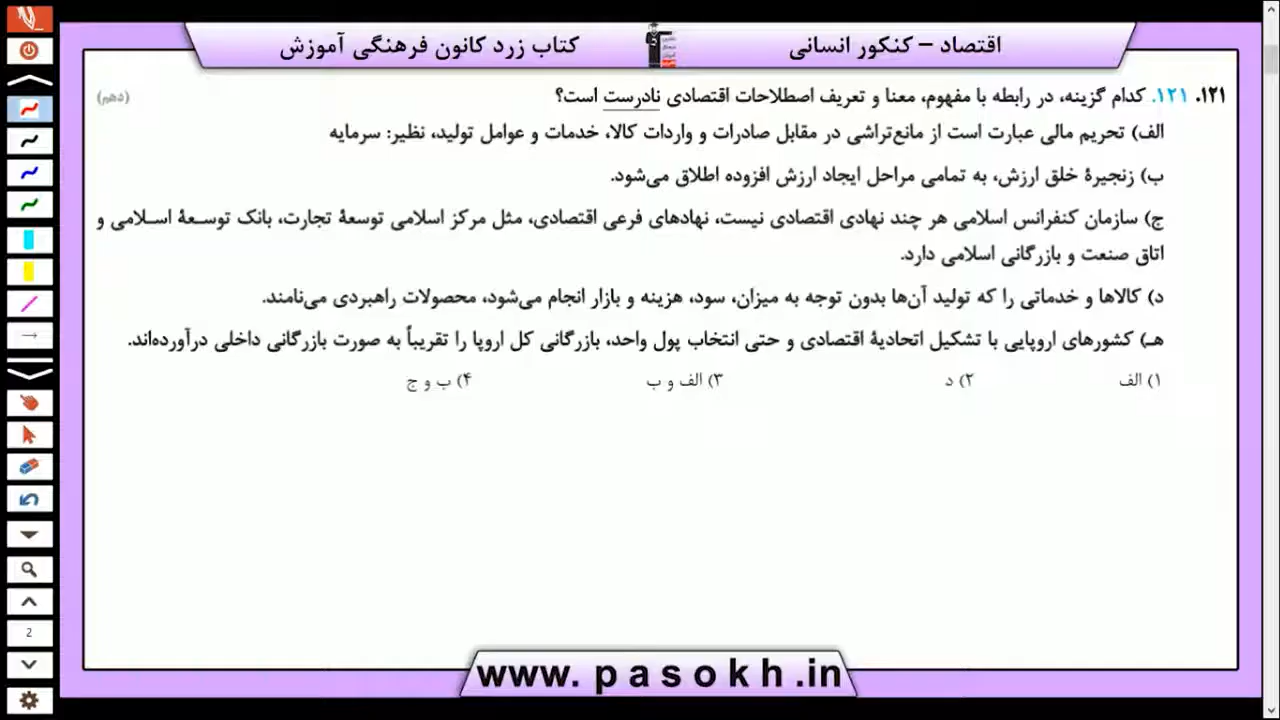 اقتصاد – کنکور انسانی
کتاب زرد کانون فرهنگی آموزش
۱۲۱. ۱۲۱. کدام گزینه، در رابطه با مفهوم، معنا و تعریف اصطلاحات اقتصادی نادرست است؟ (دهم)
الف) تحریم مالی عبارت است از مانع‌تراشی در مقابل صادرات و واردات کالا، خدمات و عوامل تولید، نظیر: سرمایه
ب) زنجیرهٔ خلق ارزش، به تمامی مراحل ایجاد ارزش افزوده اطلاق می‌شود.
ج) سازمان کنفرانس اسلامی هر چند نهادی اقتصادی نیست، نهادهای فرعی اقتصادی، مثل مرکز اسلامی توسعهٔ تجارت، بانک توسعهٔ اسلامی و
اتاق صنعت و بازرگانی اسلامی دارد.
د) کالاها و خدماتی را که تولید آن‌ها بدون توجه به میزان، سود، هزینه و بازار انجام می‌شود، محصولات راهبردی می‌نامند.
هـ) کشورهای اروپایی با تشکیل اتحادیهٔ اقتصادی و حتی انتخاب پول واحد، بازرگانی کل اروپا را تقریباً به صورت بازرگانی داخلی درآورده‌اند.
۱) الف ۲) د ۳) الف و ب ۴) ب و ج
2
www. p a s o k h .in